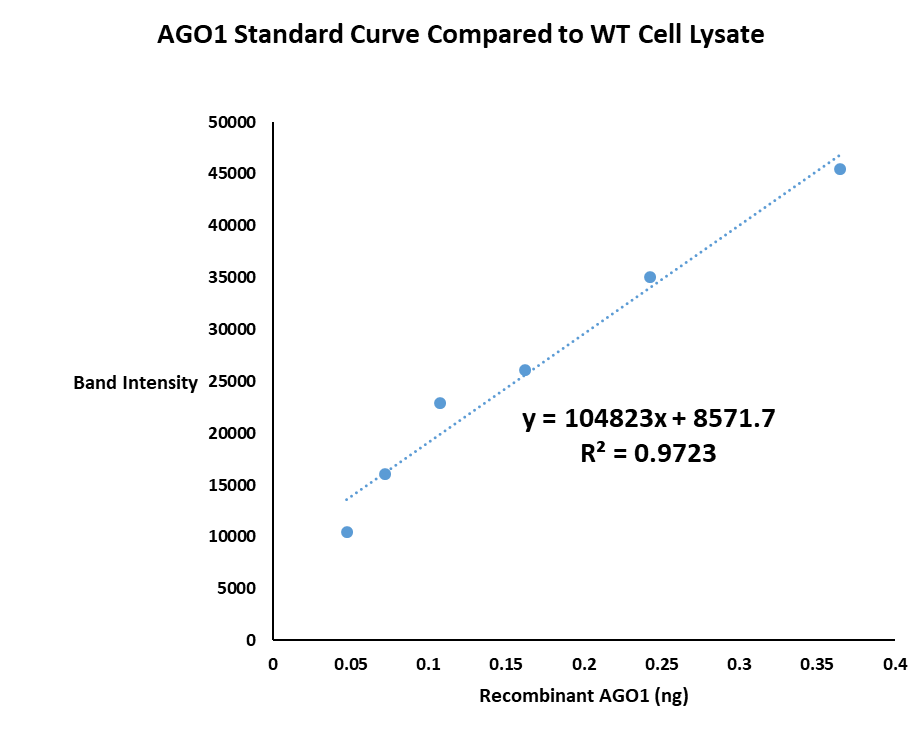 AGO1 Standard Curve Compared to WT Cell Lysate
50000
45000
40000
35000
30000
Band Intensity 25000
20000
15000
10000
5000
0
y = 104823x + 8571.7
R² = 0.9723
0 0.05 0.1 0.15 0.2 0.25 0.3 0.35 0.4
Recombinant AGO1 (ng)